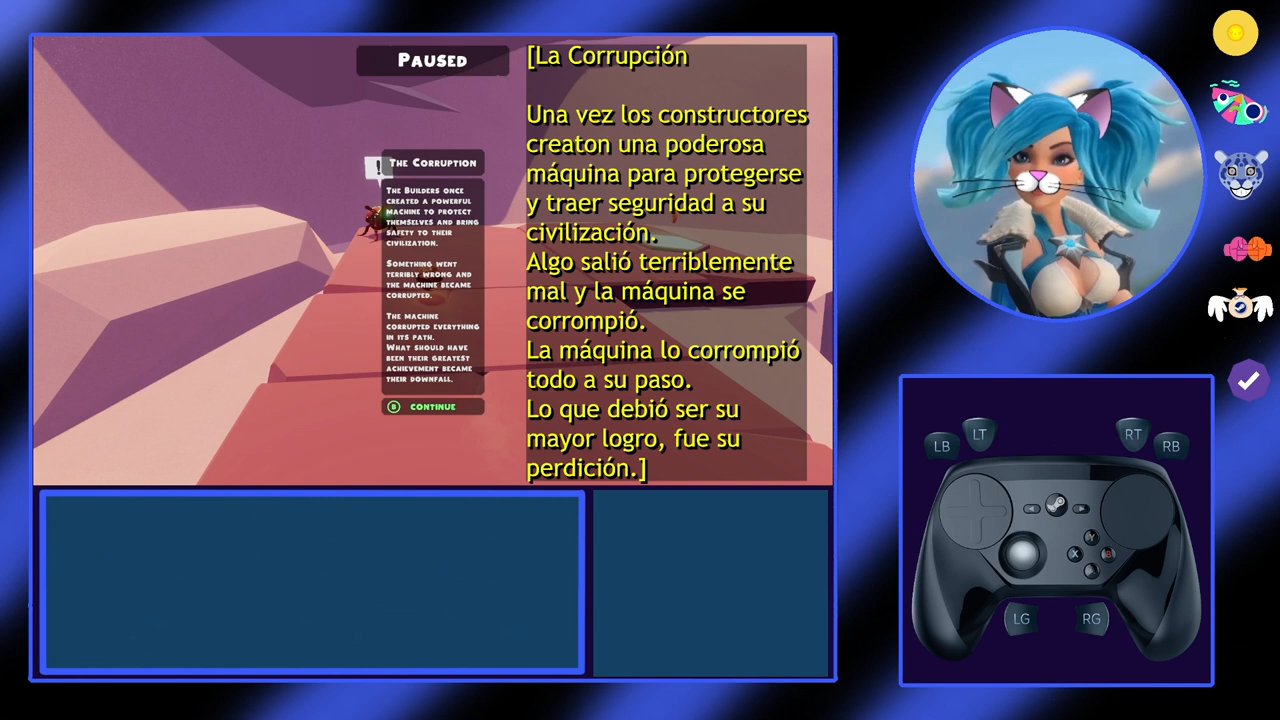 PAUSED
THE CORRUPTION
THE BUILDERS ONCE
CREATED A POWERFUL
MACHINE TO PROTECT
THEMSELVES AND BRING
SAFETY TO THEIR
CIVILIZATION.
SOMETHING WENT
TERRIBLY WRONG AND
THE MACHINE BECAME
CORRUPTED.
THE MACHINE
CORRUPTED EVERYTHING
IN ITS PATH.
WHAT SHOULD HAVE
BEEN THEIR GREATEST
ACHIEVEMENT BECAME
THEIR DOWNFALL.
B CONTINUE
[La Corrupción
Una vez los constructores
creaton una poderosa
máquina para protegerse
y traer seguridad a su
civilización.
Algo salió terriblemente
mal y la máquina se
corrompió.
La máquina lo corrompió
todo a su paso.
Lo que debió ser su
mayor logro, fue su
perdición.]
LB LT RT RB
Y
X B
LG RG